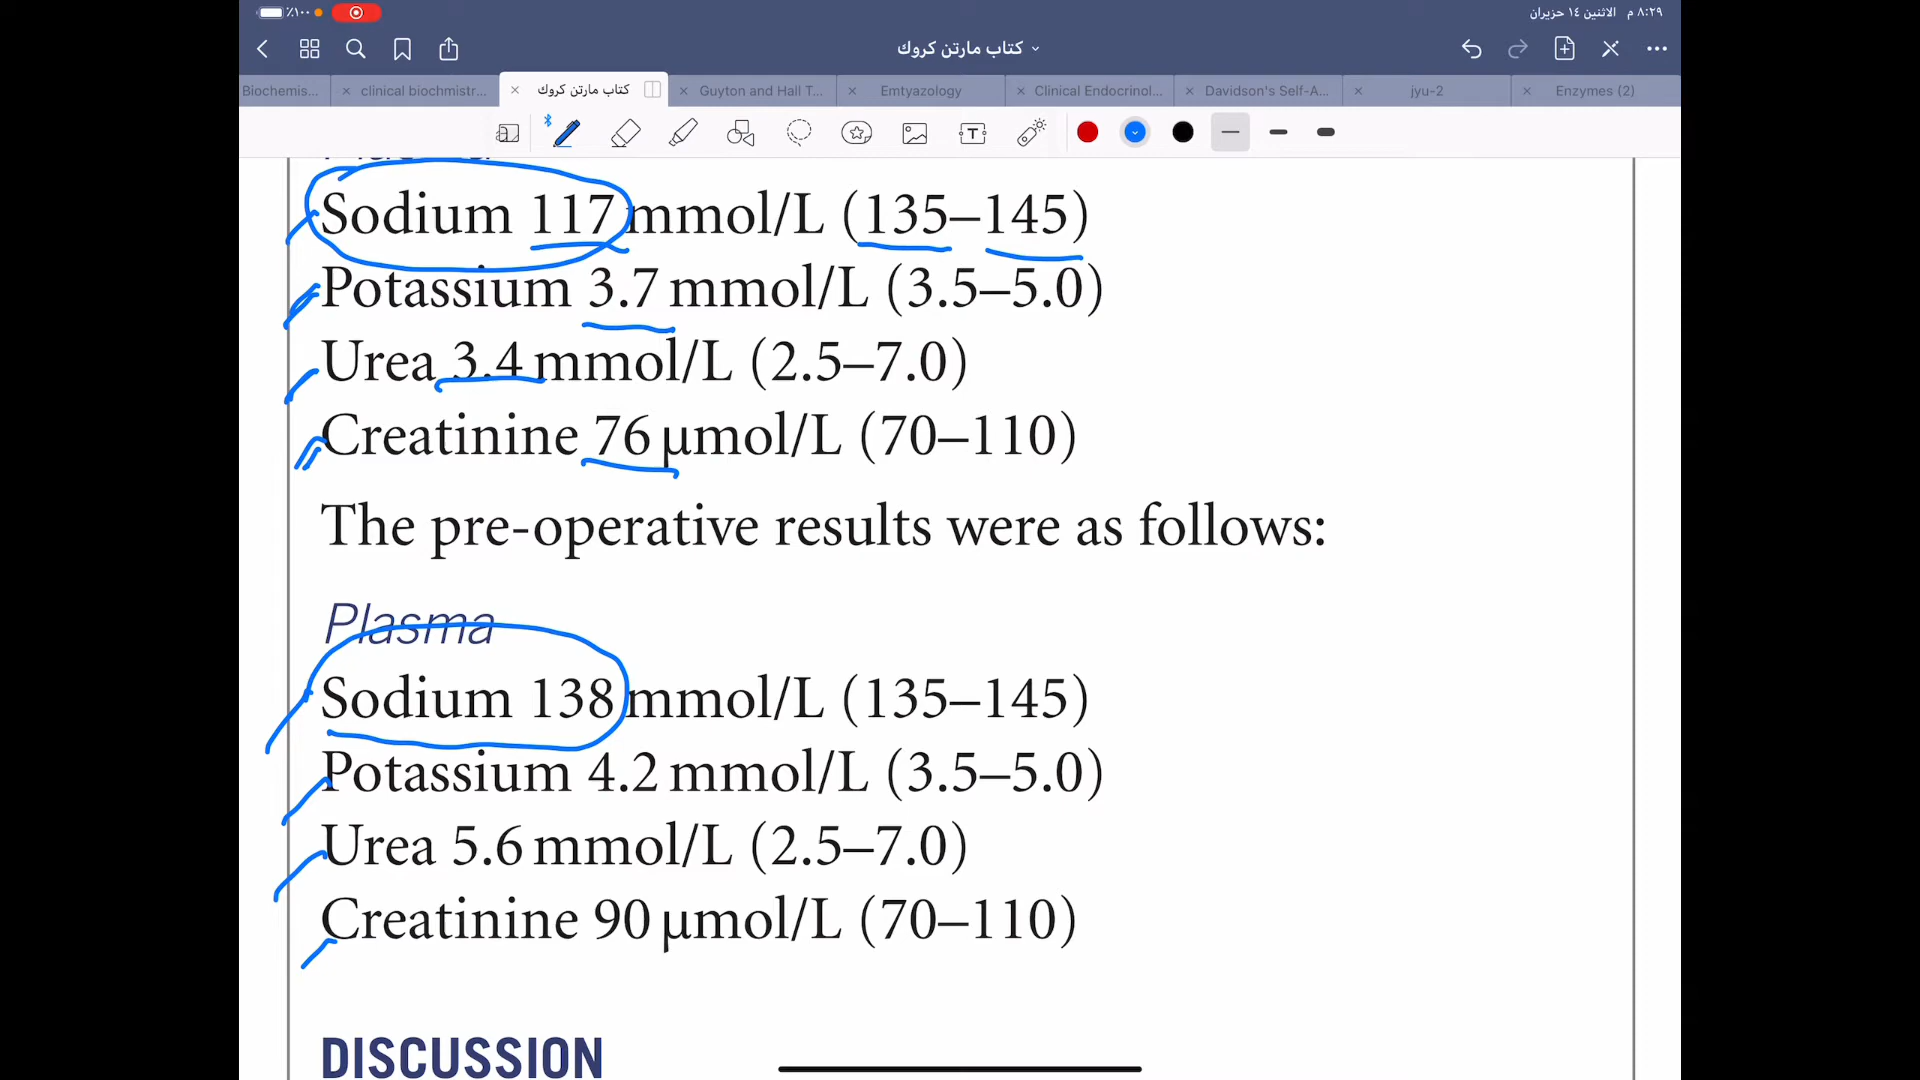 ٪١٠٠
٨:٢٩ م الاثنين ١٤ حزيران
كتاب مارتن كروك
Biochemis...
clinical biochmistr...
كتاب مارتن كروك
Guyton and Hall T...
Emtyazology
Clinical Endocrinol...
Davidson's Self-A...
jyu-2
Enzymes (2)
Sodium 117 mmol/L (135–145)
Potassium 3.7 mmol/L (3.5–5.0)
Urea 3.4 mmol/L (2.5–7.0)
Creatinine 76 µmol/L (70–110)
The pre-operative results were as follows:
Plasma
Sodium 138 mmol/L (135–145)
Potassium 4.2 mmol/L (3.5–5.0)
Urea 5.6 mmol/L (2.5–7.0)
Creatinine 90 µmol/L (70–110)
DISCUSSION